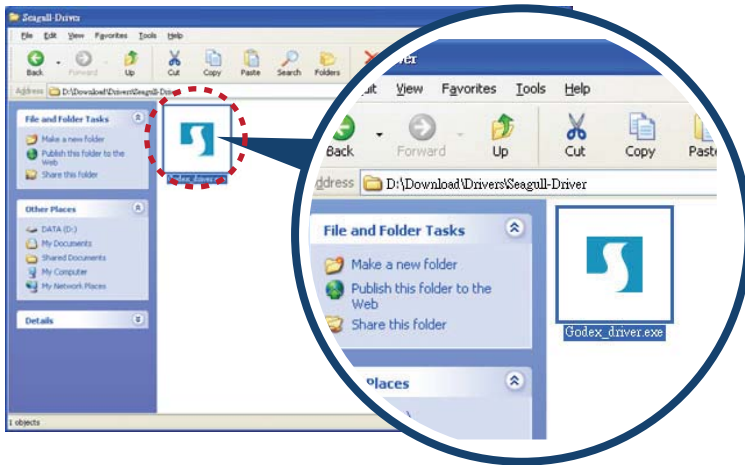 Seagull-Driver
File Edit View Favorites Tools Help
Back Forward Up Cut Copy Paste Search Folders
Address D:\Download\Drivers\Seagull-Driver
File and Folder Tasks
Make a new folder
Publish this folder to the
Web
Share this folder
Other Places
DATA (D:)
My Documents
Shared Documents
My Computer
My Network Places
Details
1 objects
Godex_driver.exe
iver
dit View Favorites Tools Help
Back Forward Up Cut Copy Paste
ddress D:\Download\Drivers\Seagull-Driver
File and Folder Tasks
Make a new folder
Publish this folder to the
Web
Share this folder
Places
Godex_driver.exe